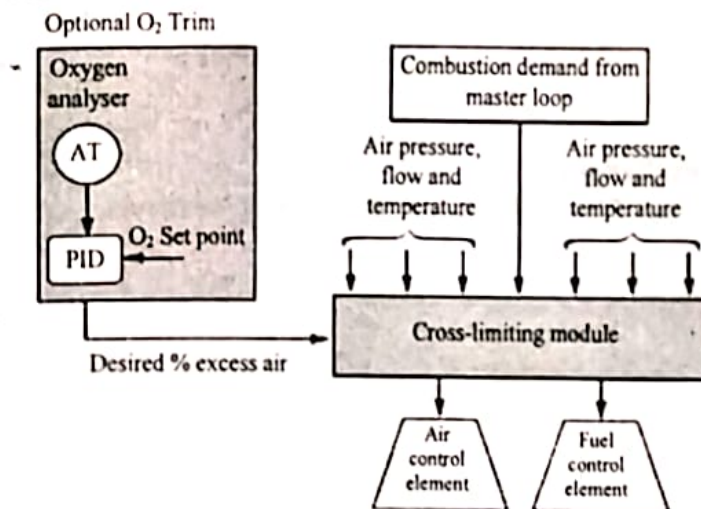 Optional O₂ Trim
Oxygen
analyser
AT
PID
O₂ Set point
Desired % excess air
Combustion demand from
master loop
Air pressure,
flow and
temperature
Air pressure,
flow and
temperature
Cross-limiting module
Air
control
element
Fuel
control
element